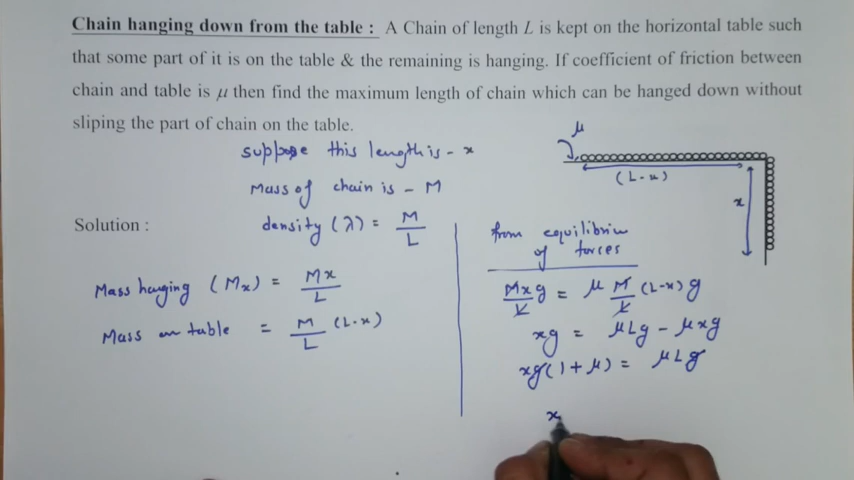 Chain hanging down from the table : A Chain of length L is kept on the horizontal table such
that some part of it is on the table & the remaining is hanging. If coefficient of friction between
chain and table is μ then find the maximum length of chain which can be hanged down without
sliping the part of chain on the table.
suppose this length is - x
Mass of chain is - M
Solution : density (λ) = M/L
Mass hanging (Mx) = Mx/L
Mass on table = M/L (L-x)
μ
(L-x)
x
from equilibrium
of forces
Mx/L g = μ M/L (L-x) g
xg = μLg - μxg
xg(1+μ) = μLg
x